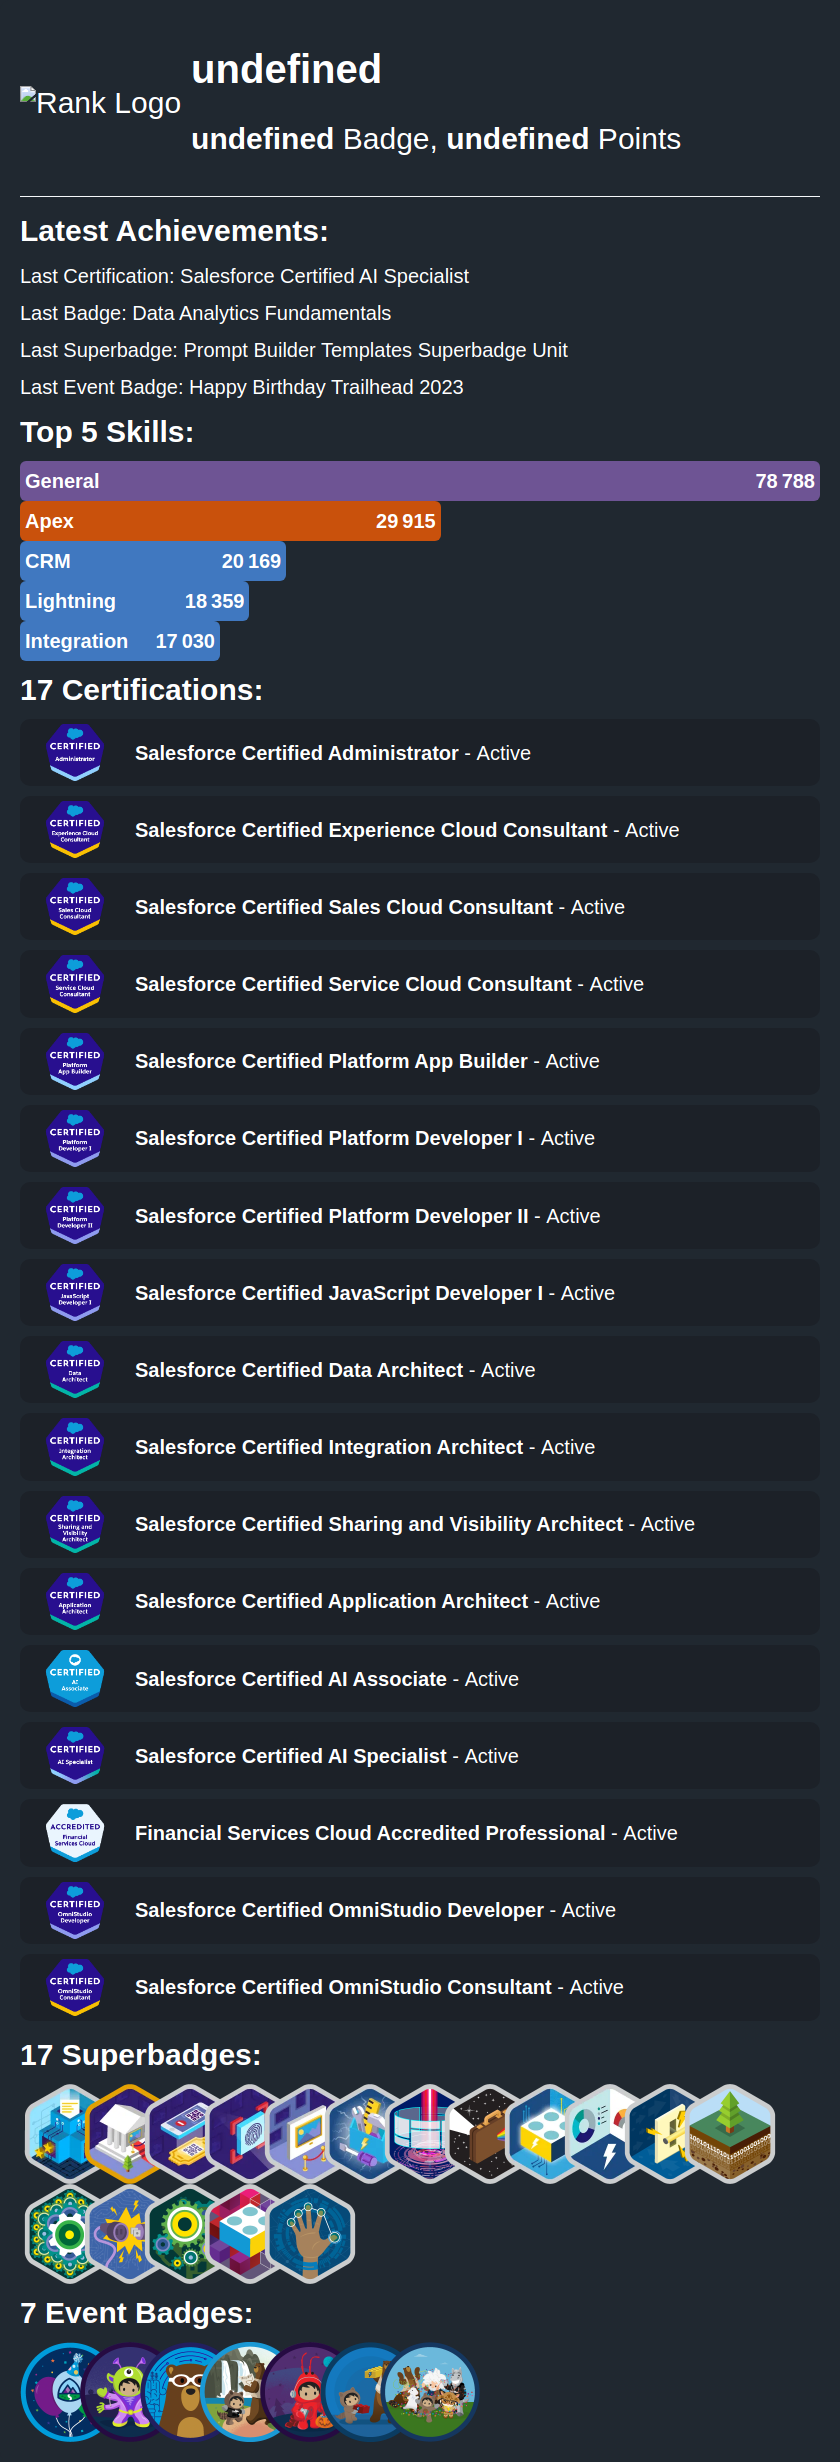 undefined
Rank Logo
undefined Badge, undefined Points
Latest Achievements:
Last Certification: Salesforce Certified AI Specialist
Last Badge: Data Analytics Fundamentals
Last Superbadge: Prompt Builder Templates Superbadge Unit
Last Event Badge: Happy Birthday Trailhead 2023
Top 5 Skills:
General 78 788
Apex 29 915
CRM 20 169
Lightning 18 359
Integration 17 030
17 Certifications:
CERTIFIED
Administrator
Salesforce Certified Administrator - Active
CERTIFIED
Experience Cloud
Consultant
Salesforce Certified Experience Cloud Consultant - Active
CERTIFIED
Sales Cloud
Consultant
Salesforce Certified Sales Cloud Consultant - Active
CERTIFIED
Service Cloud
Consultant
Salesforce Certified Service Cloud Consultant - Active
CERTIFIED
Platform
App Builder
Salesforce Certified Platform App Builder - Active
CERTIFIED
Platform
Developer I
Salesforce Certified Platform Developer I - Active
CERTIFIED
Platform
Developer II
Salesforce Certified Platform Developer II - Active
CERTIFIED
JavaScript
Developer I
Salesforce Certified JavaScript Developer I - Active
CERTIFIED
Data
Architect
Salesforce Certified Data Architect - Active
CERTIFIED
Integration
Architect
Salesforce Certified Integration Architect - Active
CERTIFIED
Sharing and
Visibility
Architect
Salesforce Certified Sharing and Visibility Architect - Active
CERTIFIED
Application
Architect
Salesforce Certified Application Architect - Active
CERTIFIED
AI
Associate
Salesforce Certified AI Associate - Active
CERTIFIED
AI Specialist
Salesforce Certified AI Specialist - Active
ACCREDITED
Financial
Services Cloud
Financial Services Cloud Accredited Professional - Active
CERTIFIED
OmniStudio
Developer
Salesforce Certified OmniStudio Developer - Active
CERTIFIED
OmniStudio
Consultant
Salesforce Certified OmniStudio Consultant - Active
17 Superbadges:
7 Event Badges: